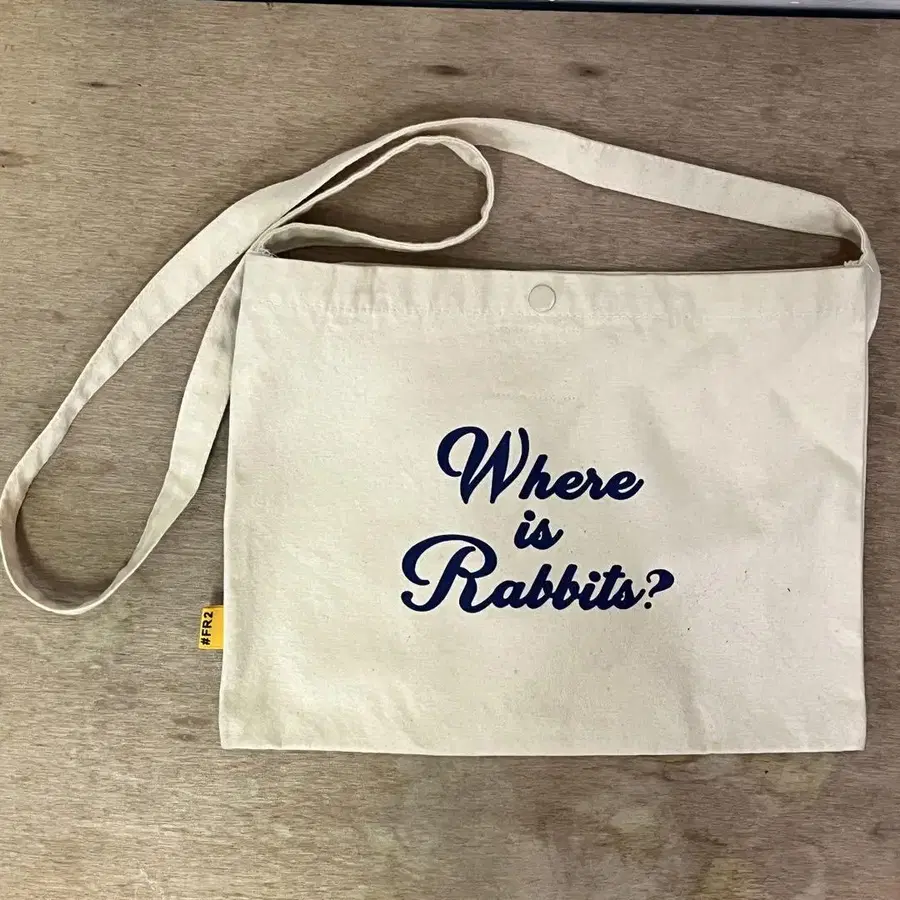 Where
is
Rabbits?
#FR2